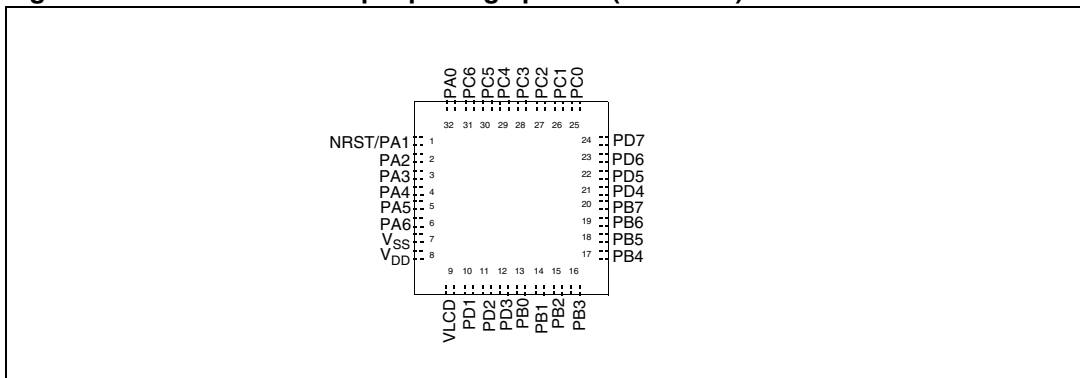 PA0 PC6 PC5 PC4 PC3 PC2 PC1 PC0
32 31 30 29 28 27 26 25
NRST/PA1 1 24 PD7
PA2 2 23 PD6
PA3 3 22 PD5
PA4 4 21 PD4
PA5 5 20 PB7
PA6 6 19 PB6
VSS 7 18 PB5
VDD 8 17 PB4
9 10 11 12 13 14 15 16
VLCD PD1 PD2 PD3 PB0 PB1 PB2 PB3